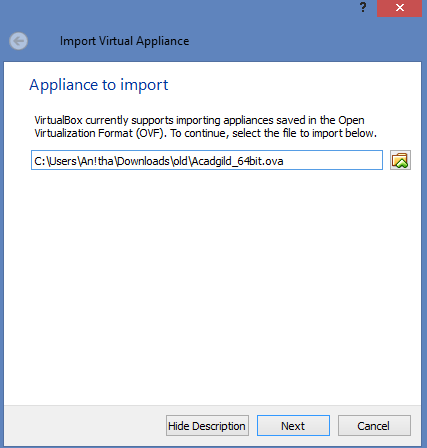 ?
Import Virtual Appliance
Appliance to import
VirtualBox currently supports importing appliances saved in the Open
Virtualization Format (OVF). To continue, select the file to import below.
C:\Users\An!tha\Downloads\old\Acadgild_64bit.ova
Hide Description Next Cancel